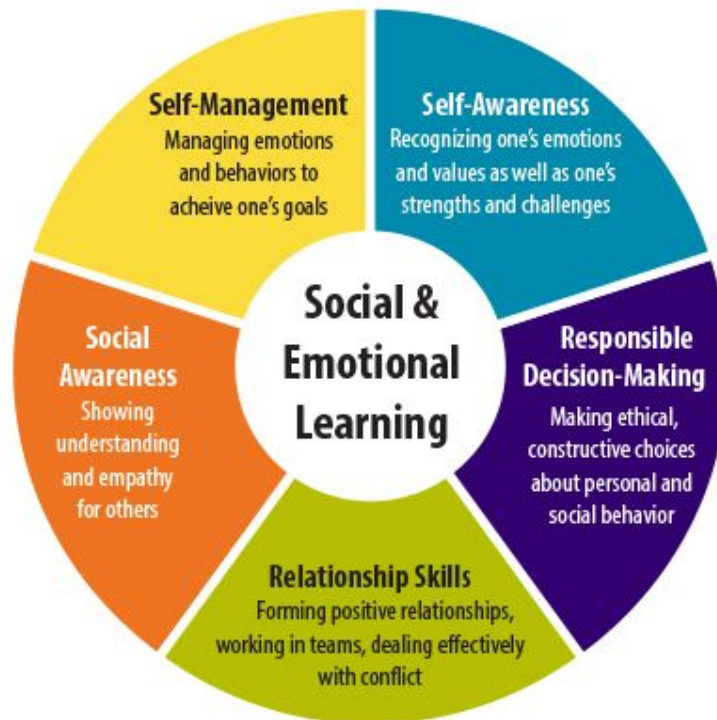 Self-Management
Managing emotions
and behaviors to
acheive one's goals
Self-Awareness
Recognizing one's emotions
and values as well as one's
strengths and challenges
Social &
Emotional
Learning
Social
Awareness
Showing
understanding
and empathy
for others
Responsible
Decision-Making
Making ethical,
constructive choices
about personal and
social behavior
Relationship Skills
Forming positive relationships,
working in teams, dealing effectively
with conflict